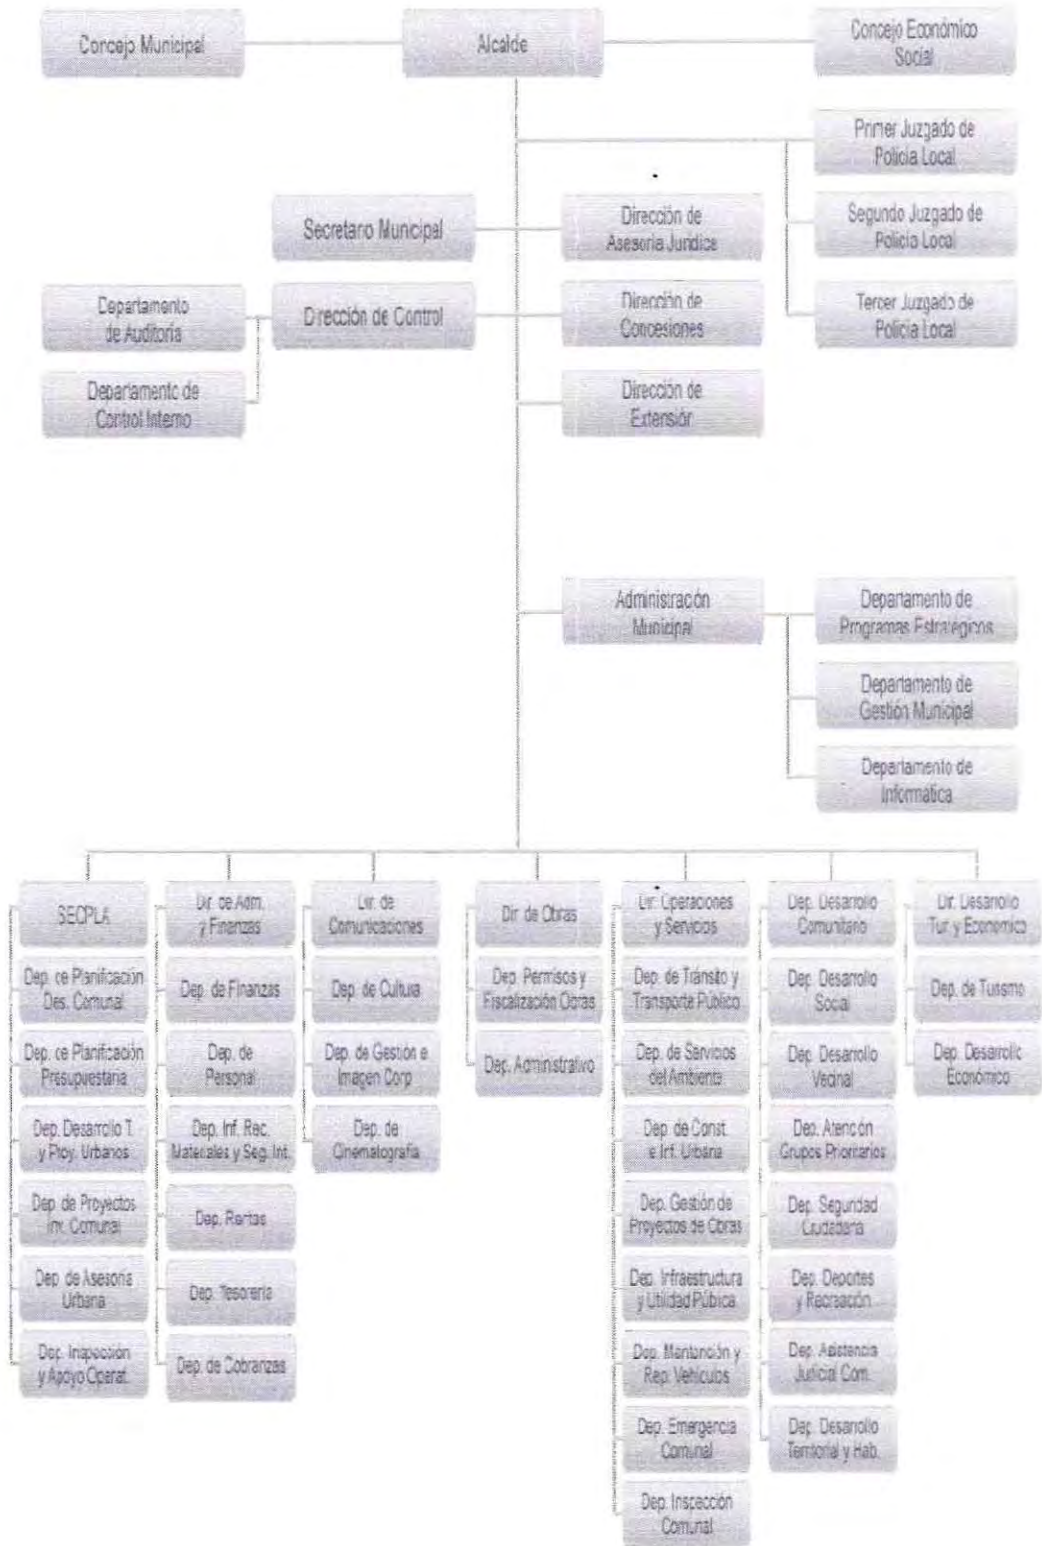 Concejo Municipal
Alcalde
Concejo Económico
Social
Primer Juzgado de
Policía Local
Secretario Municipal
Dirección de
Asesoría Jurídica
Segundo Juzgado de
Policía Local
Departamento
de Auditoría
Dirección de Control
Dirección de
Concesiones
Tercer Juzgado de
Policía Local
Departamento de
Control Interno
Dirección de
Extensión
Administración
Municipal
Departamento de
Programas Estratégicos
Departamento de
Gestión Municipal
Departamento de
Informática
SECPLA
Dep. de Planificación
Des. Comunal
Dep. de Planificación
Presupuestaria
Dep. Desarrollo T.
y Proy. Urbanos
Dep. de Proyectos
Inv. Comunal
Dep. de Asesoría
Urbana
Dep. Inspección
y Apoyo Operat.
Dir. de Adm.
y Finanzas
Dep. de Finanzas
Dep. de
Personal
Dep. Inf. Rec.
Materiales y Seg. Int.
Dep. Rentas
Dep. Tesorería
Dep. de Cobranzas
Dir. de
Comunicaciones
Dep. de Cultura
Dep. de Gestión e
Imagen Corp
Dep. de
Cinematografía
Dir. de Obras
Dep. Permisos y
Fiscalización Obras
Dep. Administrativo
Dir. Operaciones
y Servicios
Dep. de Tránsito y
Transporte Público
Dep. de Servicios
del Ambiente
Dep. de Const.
e Inf. Urbana
Dep. Gestión de
Proyectos de Obras
Dep. Infraestructura
y Utilidad Pública
Dep. Mantención y
Rep. Vehículos
Dep. Emergencia
Comunal
Dep. Inspección
Comunal
Dep. Desarrollo
Comunitario
Dep. Desarrollo
Social
Dep. Desarrollo
Vecinal
Dep. Atención
Grupos Prioritarios
Dep. Seguridad
Ciudadana
Dep. Deportes
y Recreación
Dep. Asistencia
Judicial Com.
Dep. Desarrollo
Territorial y Hab.
Dir. Desarrollo
Tur. y Económico
Dep. de Turismo
Dep. Desarrollo
Económico